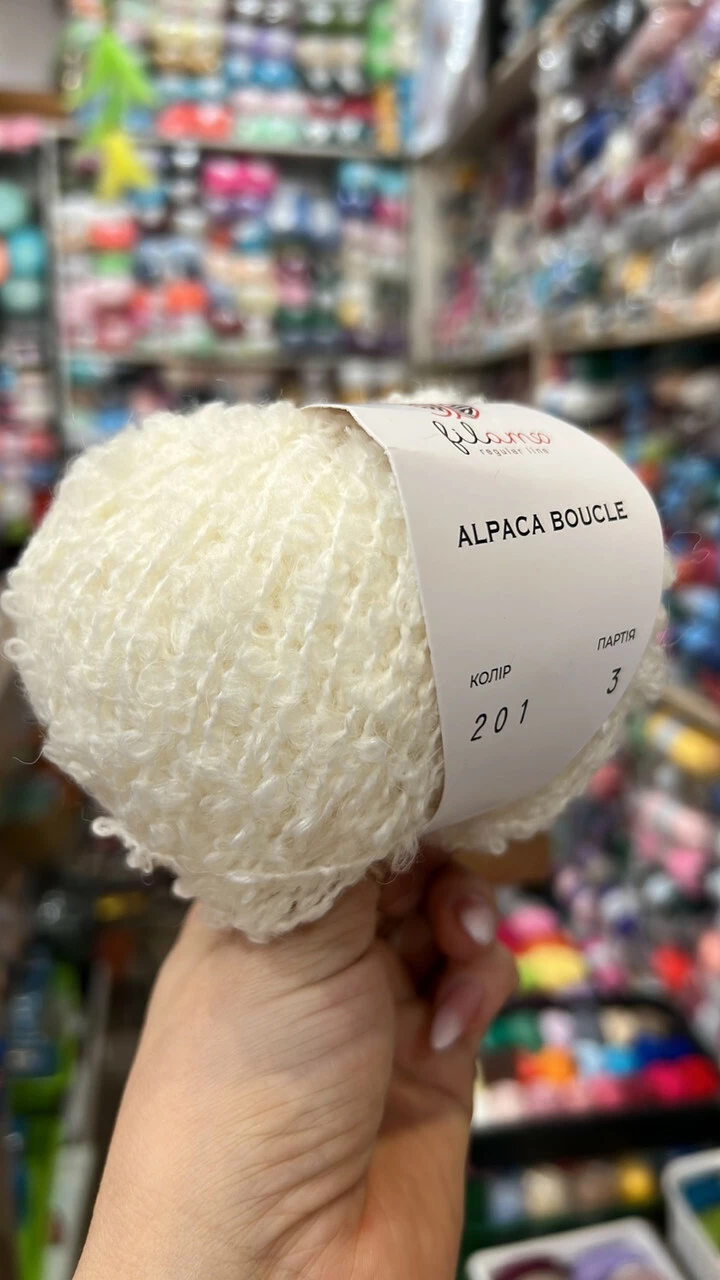 filamo
regular line
ALPACA BOUCLE
КОЛІР
ПАРТІЯ
201
3